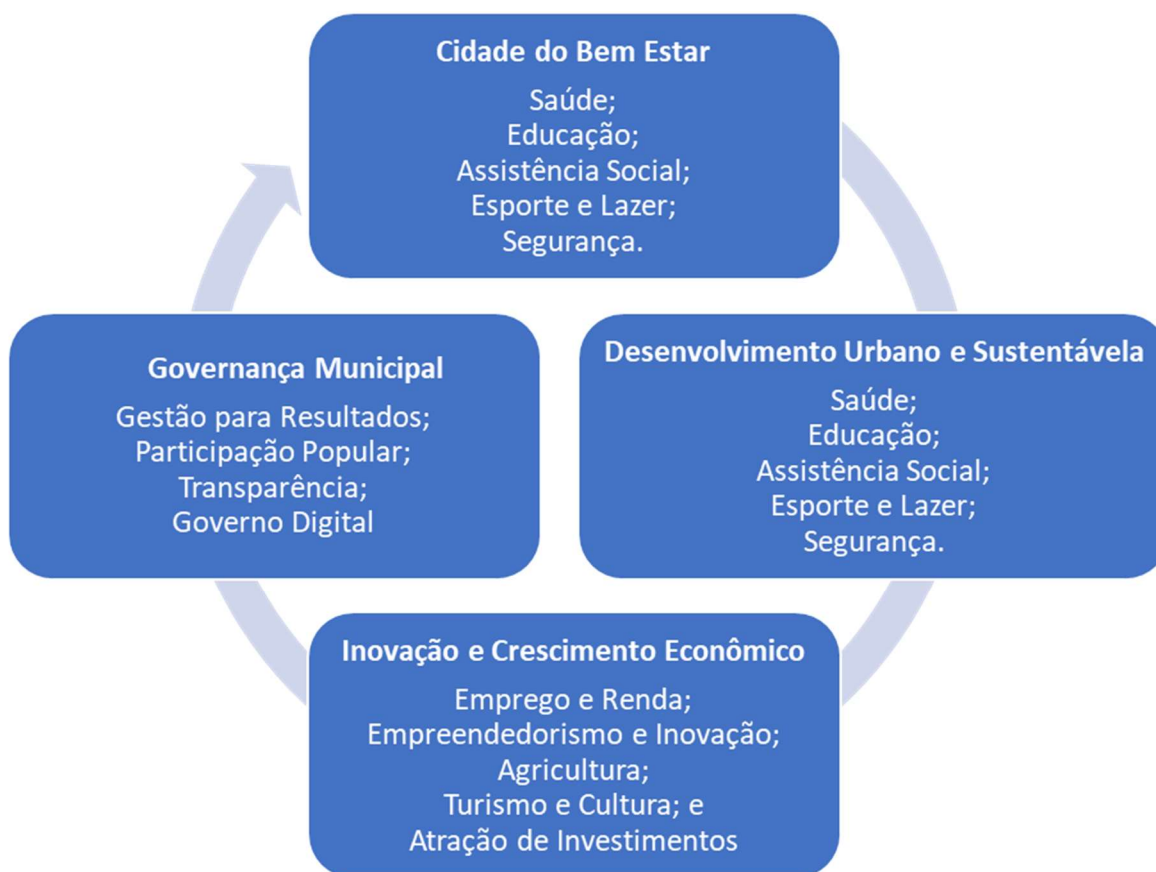 Cidade do Bem Estar
Saúde;
Educação;
Assistência Social;
Esporte e Lazer;
Segurança.
Desenvolvimento Urbano e Sustentávela
Saúde;
Educação;
Assistência Social;
Esporte e Lazer;
Segurança.
Inovação e Crescimento Econômico
Emprego e Renda;
Empreendedorismo e Inovação;
Agricultura;
Turismo e Cultura; e
Atração de Investimentos
Governança Municipal
Gestão para Resultados;
Participação Popular;
Transparência;
Governo Digital